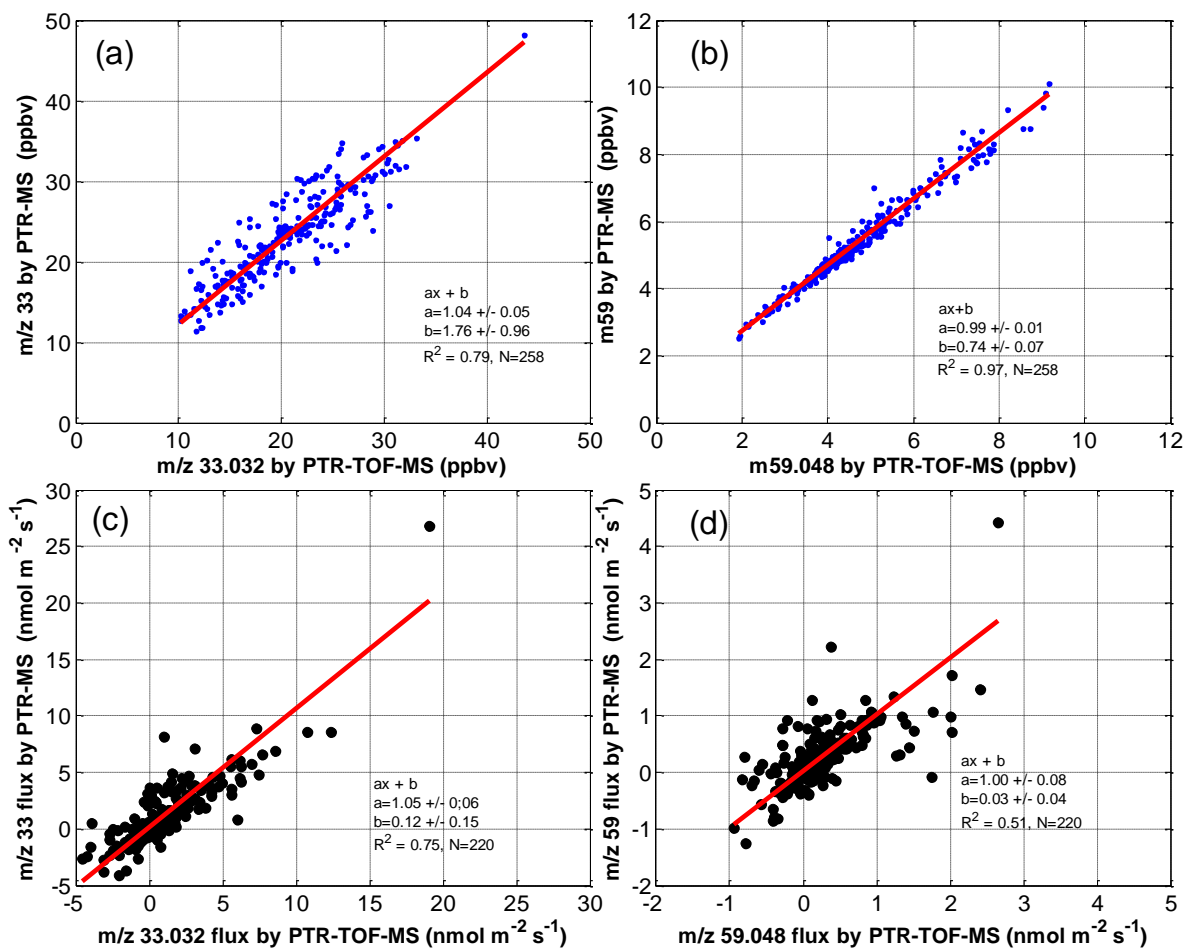 (a)
m/z 33 by PTR-MS (ppbv)
50
40
30
20
10
0
ax + b
a=1.04 +/- 0.05
b=1.76 +/- 0.96
R² = 0.79, N=258
0 10 20 30 40 50
m/z 33.032 by PTR-TOF-MS (ppbv)
(b)
m59 by PTR-MS (ppbv)
12
10
8
6
4
2
0
ax+b
a=0.99 +/- 0.01
b=0.74 +/- 0.07
R² = 0.97, N=258
0 2 4 6 8 10 12
m59.048 by PTR-TOF-MS (ppbv)
(c)
m/z 33 flux by PTR-MS (nmol m⁻² s⁻¹)
30
25
20
15
10
5
0
-5
ax + b
a=1.05 +/- 0;06
b=0.12 +/- 0.15
R² = 0.75, N=220
-5 0 5 10 15 20 25 30
m/z 33.032 flux by PTR-TOF-MS (nmol m⁻² s⁻¹)
(d)
m/z 59 flux by PTR-MS (nmol m⁻² s⁻¹)
5
4
3
2
1
0
-1
-2
ax + b
a=1.00 +/- 0.08
b=0.03 +/- 0.04
R² = 0.51, N=220
-2 -1 0 1 2 3 4 5
m/z 59.048 flux by PTR-TOF-MS (nmol m⁻² s⁻¹)